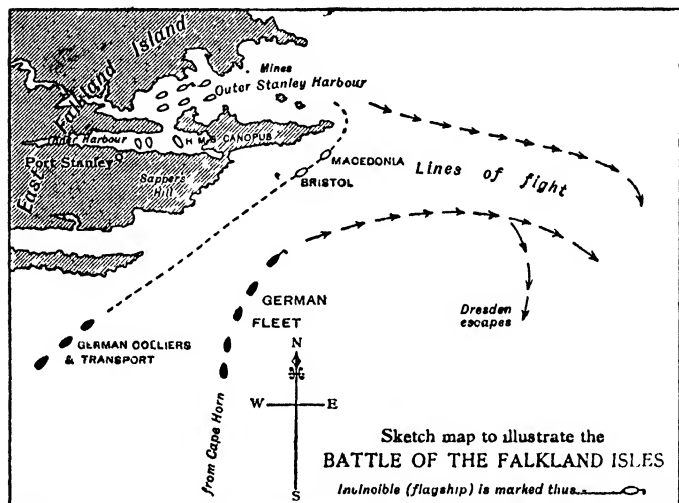 East Falkland Island
Mines
Outer Stanley Harbour
Inner Harbour
H.M.S. CANOPUS
Port Stanley
Sappers
Hill
MACEDONIA
BRISTOL
Lines of fight
GERMAN
FLEET
Dresden
escapes
GERMAN COLLIERS
& TRANSPORT
from Cape Horn
N
W
E
S
Sketch map to illustrate the
BATTLE OF THE FALKLAND ISLES
Invincible (flagship) is marked thus